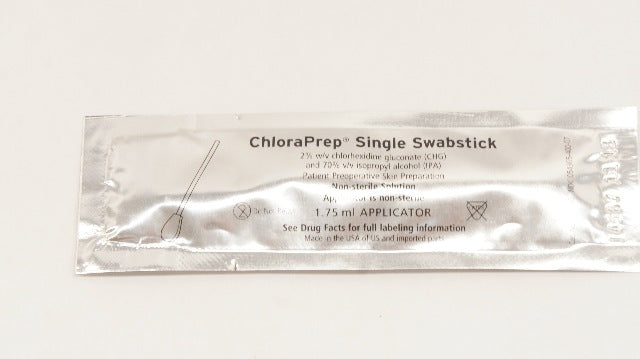 ChloraPrep® Single Swabstick
2% w/v chlorhexidine gluconate (CHG)
and 70% v/v isopropyl alcohol (IPA)
Patient Preoperative Skin Preparation
Non-sterile Solution
is non-sterile
1.75 ml APPLICATOR
See Drug Facts for full labeling information
Made in the USA of US and imported parts